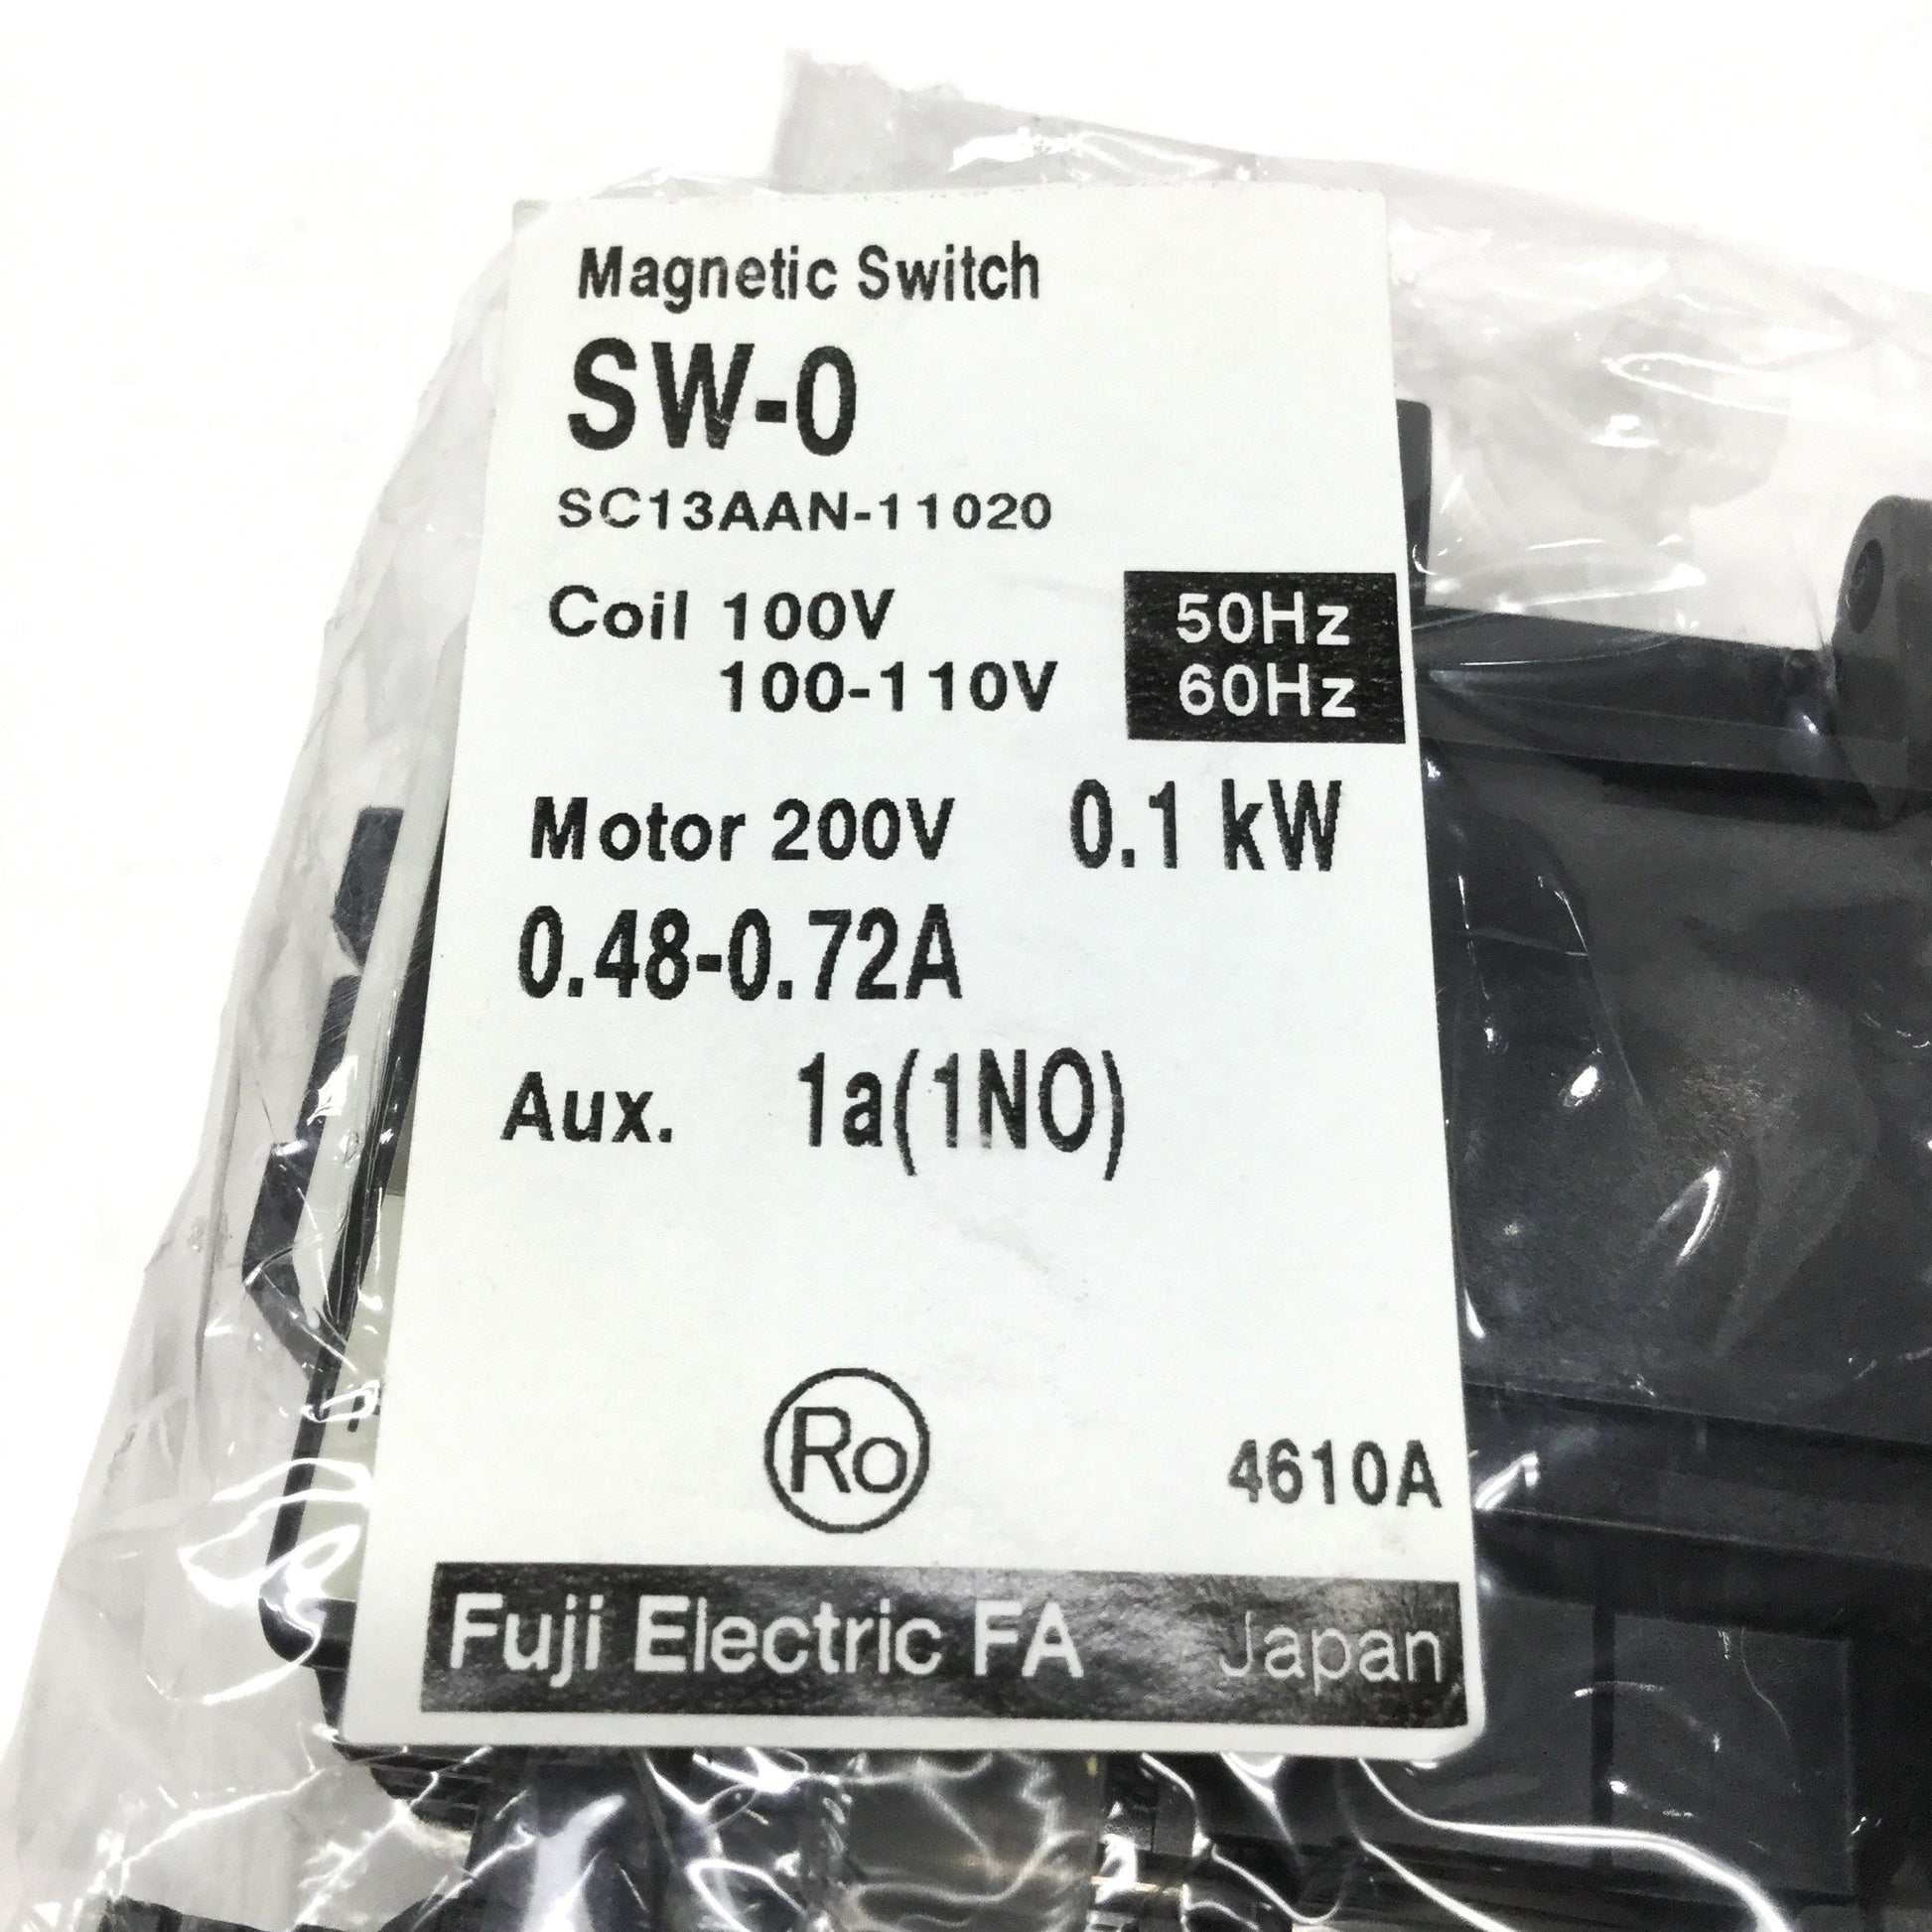 Magnetic Switch
SW-0
SC13AAN-11020
Coil 100V 50Hz
100-110V 60Hz
Motor 200V 0.1 kW
0.48-0.72A
Aux. 1a(1NO)
Ro
4610A
Fuji Electric FA Japan